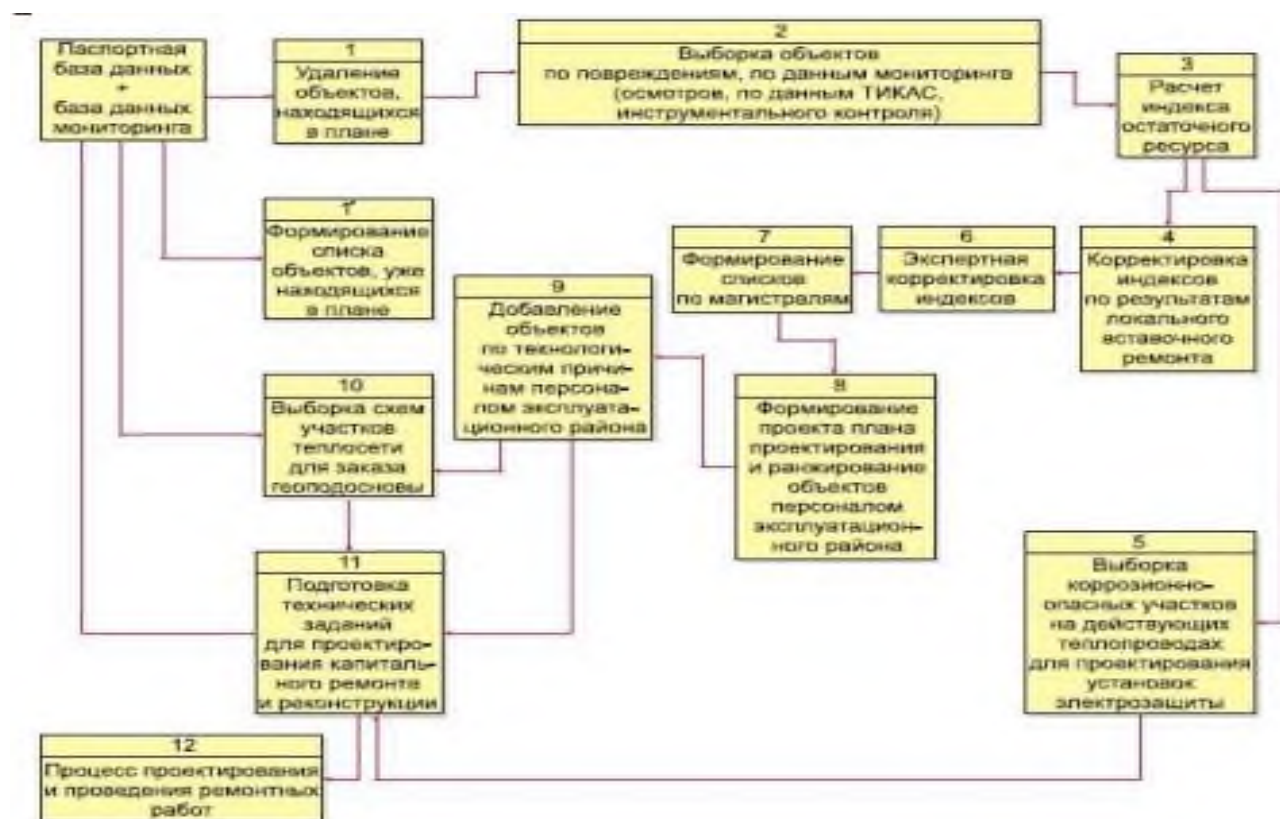 Паспортная
база данных
+
база данных
мониторинга
1
Удаление
объектов,
находящихся
в плане
2
Выборка объектов
по повреждениям, по данным мониторинга
(осмотров, по данным ТИКАС,
инструментального контроля)
3
Расчет
индекса
остаточного
ресурса
1'
Формирование
списка
объектов, уже
находящихся
в плане
4
Корректировка
индексов
по результатам
локального
вставочного
ремонта
6
Экспертная
корректировка
индексов
7
Формирование
списков
по магистралям
9
Добавление
объектов
по технологи-
ческим причи-
нам персона-
лом эксплуата-
ционного района
8
Формирование
проекта плана
проектирования
и ранжирование
объектов
персоналом
эксплуатацион-
ного района
10
Выборка схем
участков
теплосети
для заказа
геоподосновы
11
Подготовка
технических
заданий
для проектиро-
вания капиталь-
ного ремонта
и реконструкции
5
Выборка
коррозионно-
опасных участков
на действующих
теплопроводах
для проектирования
установок
электрозащиты
12
Процесс проектирования
и проведения ремонтных
работ